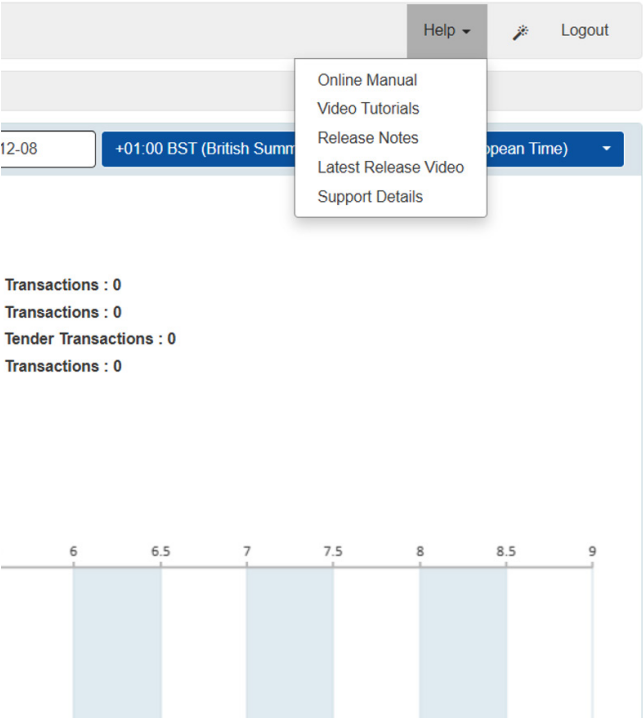 Help Logout
Online Manual
Video Tutorials
Release Notes
Latest Release Video
Support Details
12-08 +01:00 BST (British Summ Time)
Transactions : 0
Transactions : 0
Tender Transactions : 0
Transactions : 0
6 6.5 7 7.5 8 8.5 9